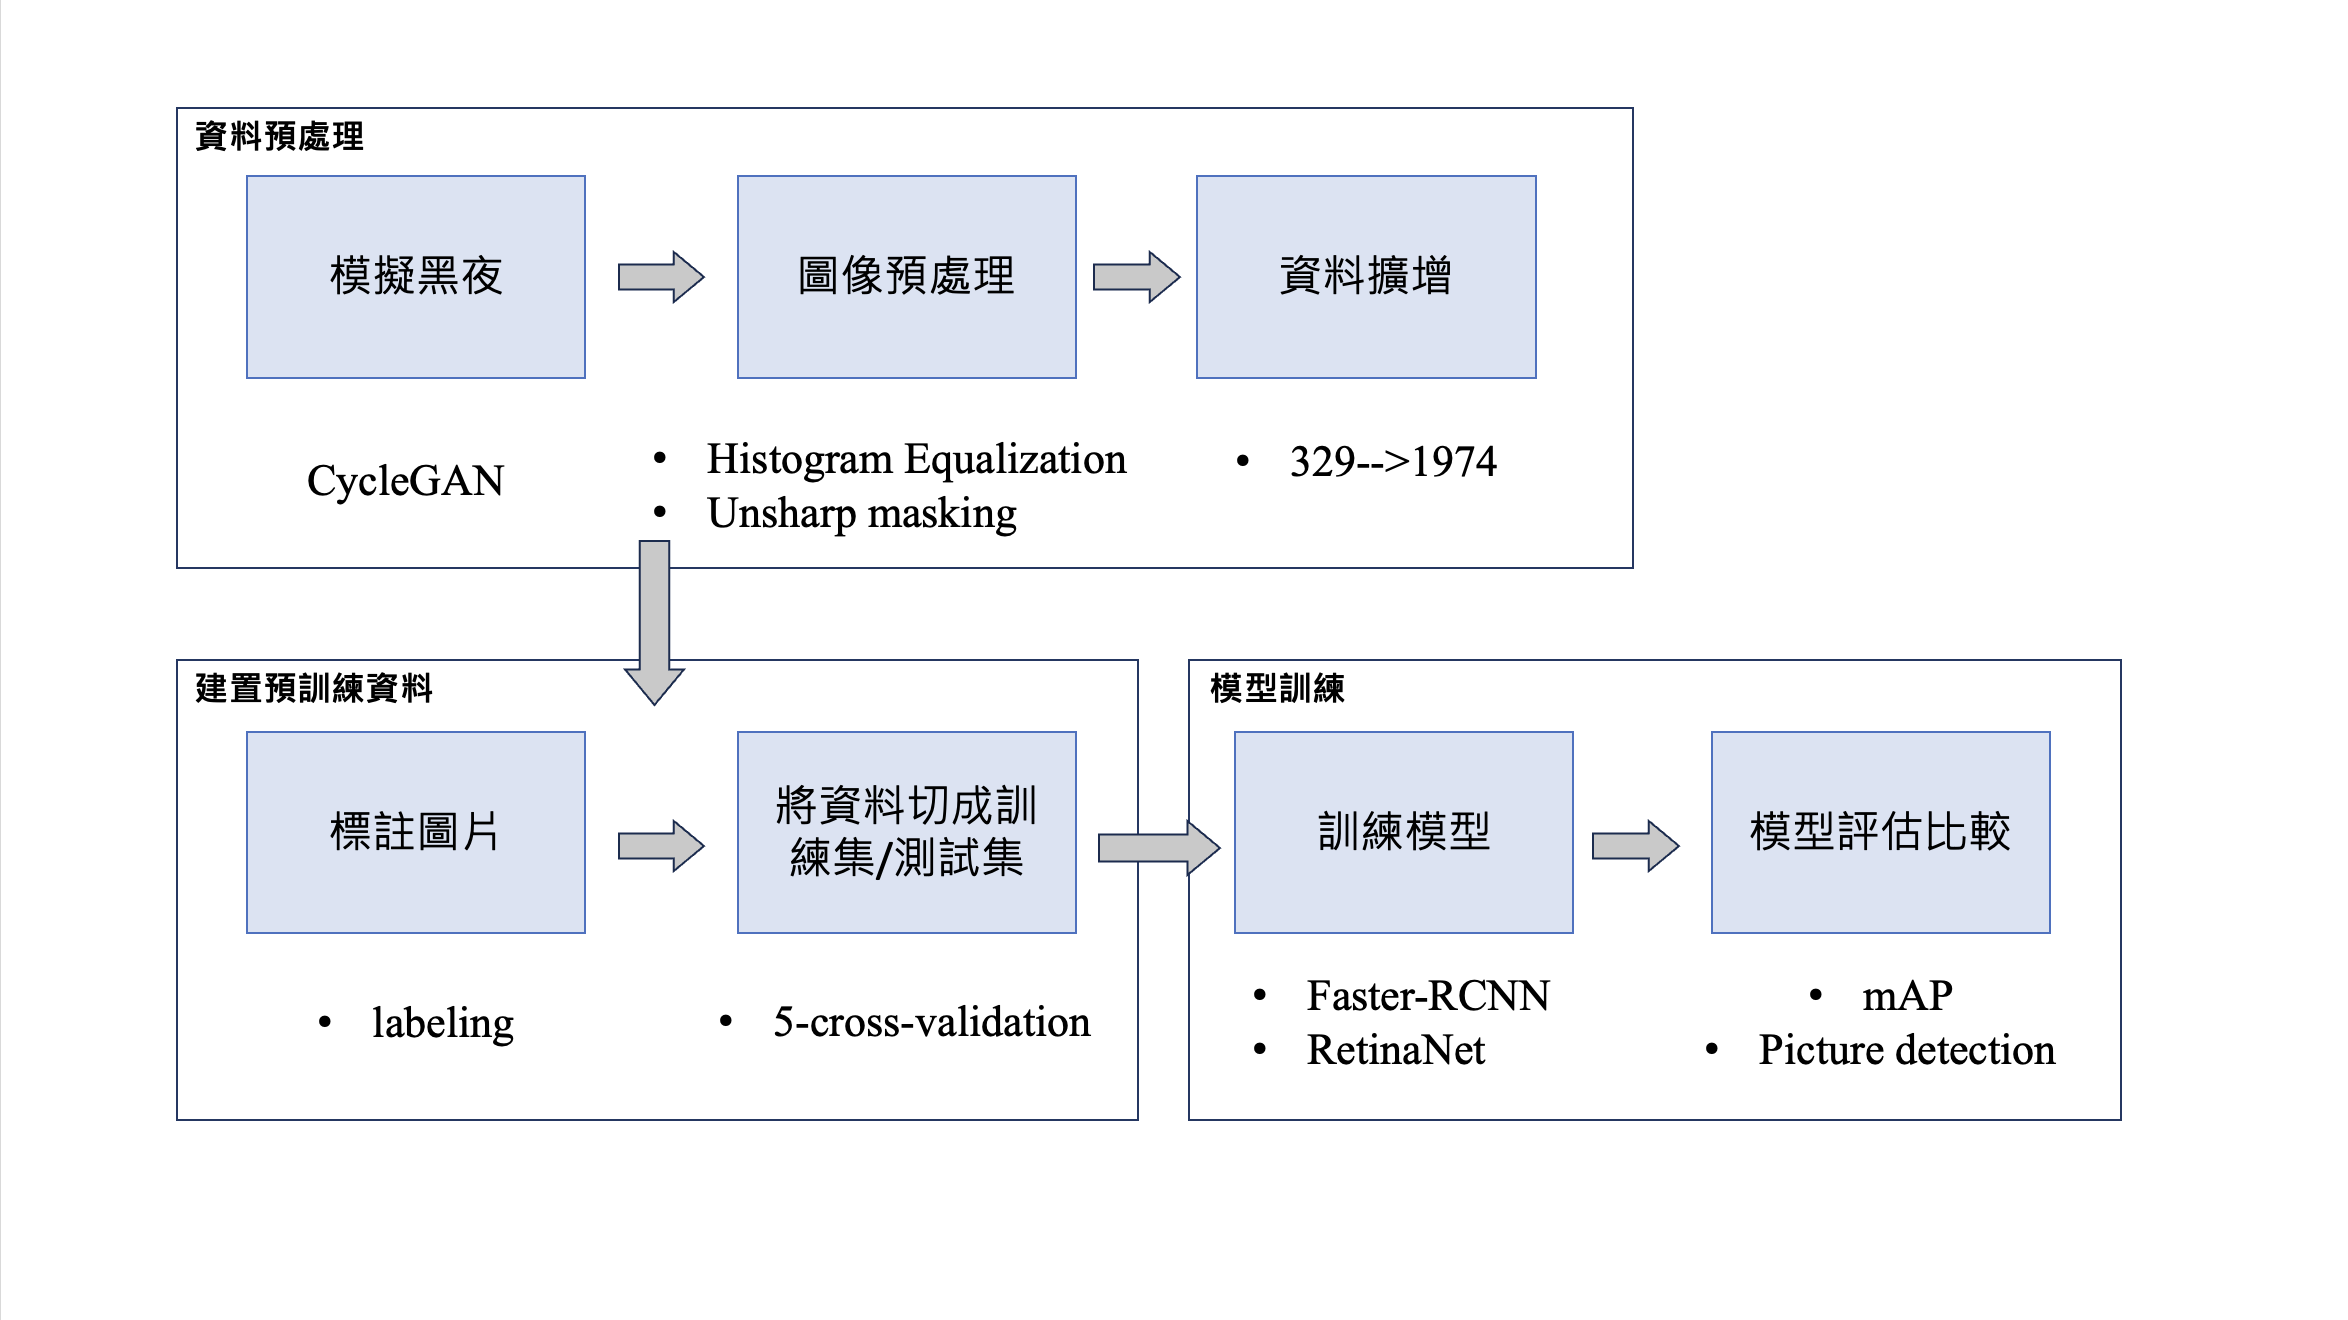 資料預處理
模擬黑夜
圖像預處理
資料擴增
CycleGAN
• Histogram Equalization
• Unsharp masking
• 329-->1974
建置預訓練資料
標註圖片
將資料切成訓
練集/測試集
• labeling
• 5-cross-validation
模型訓練
訓練模型
模型評估比較
• Faster-RCNN
• RetinaNet
• mAP
• Picture detection